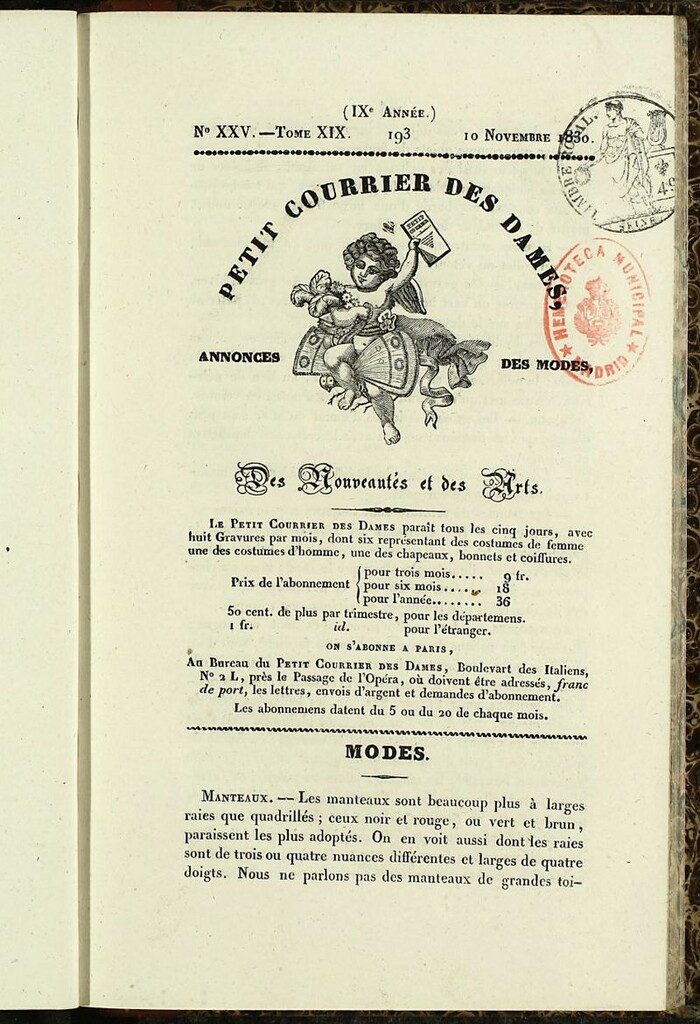 (IXe Année.)
No XXV.—Tome XIX. 193 10 Novembre 1830.
TIMBRE ROYAL.
49
SEINE
PETIT COURRIER DES DAMES,
PETIT
HEMEROTECA MUNICIPAL
★ MADRID ★
ANNONCES DES MODES,
Des Nouveautés et des Arts.
Le Petit Courrier des Dames paraît tous les cinq jours, avec
huit Gravures par mois, dont six représentant des costumes de femme
une des costumes d'homme, une des chapeaux, bonnets et coiffures.
Prix de l'abonnement { pour trois mois..... 9 fr.
pour six mois..... 18
pour l'année........ 36
50 cent. de plus par trimestre, pour les départemens.
1 fr. id. pour l'étranger.
ON S'ABONNE A PARIS,
Au Bureau du Petit Courrier des Dames, Boulevart des Italiens,
No 2 L, près le Passage de l'Opéra, où doivent être adressés, franc
de port, les lettres, envois d'argent et demandes d'abonnement.
Les abonnemens datent du 5 ou du 20 de chaque mois.
MODES.
Manteaux. — Les manteaux sont beaucoup plus à larges
raies que quadrillés ; ceux noir et rouge, ou vert et brun,
paraissent les plus adoptés. On en voit aussi dont les raies
sont de trois ou quatre nuances différentes et larges de quatre
doigts. Nous ne parlons pas des manteaux de grandes toi-